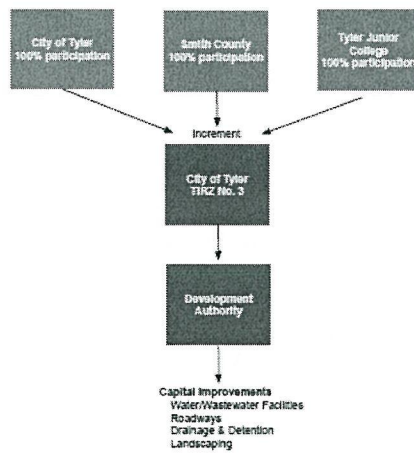 City of Tyler
100% participation
Smith County
100% participation
Tyler Junior
College
100% participation
Increment
City of Tyler
TIRZ No. 3
Development
Authority
Capital Improvements
Water/Wastewater Facilities
Roadways
Drainage & Detention
Landscaping